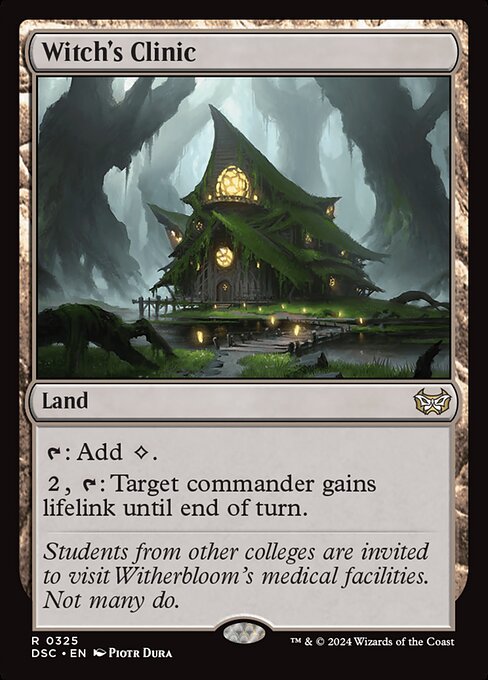 Witch's Clinic
Land
: Add .
2, : Target commander gains
lifelink until end of turn.
Students from other colleges are invited
to visit Witherbloom's medical facilities.
Not many do.
R 0325
DSC • EN Piotr Dura
™ & © 2024 Wizards of the Coast